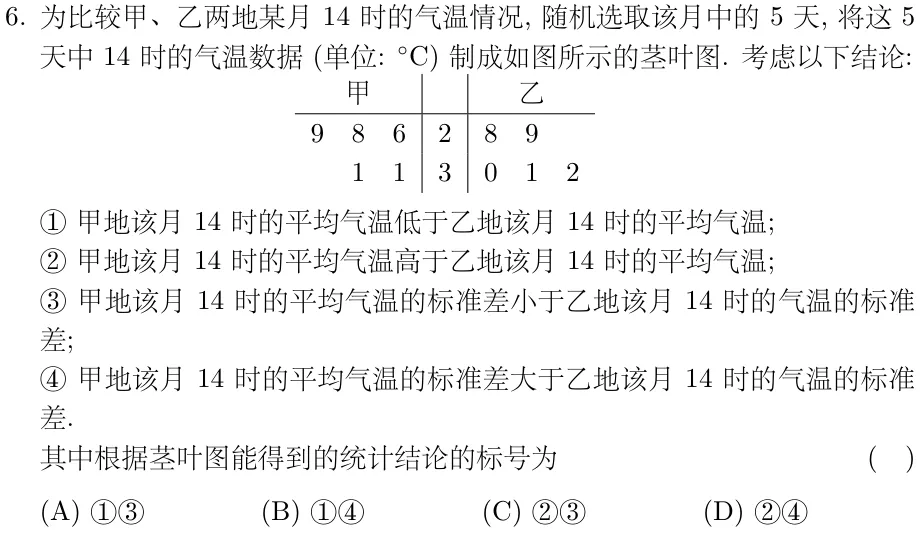 6. 为比较甲、乙两地某月 14 时的气温情况, 随机选取该月中的 5 天, 将这 5
天中 14 时的气温数据 (单位: °C) 制成如图所示的茎叶图. 考虑以下结论:
甲 乙
9 8 6 2 8 9
1 1 3 0 1 2
① 甲地该月 14 时的平均气温低于乙地该月 14 时的平均气温;
② 甲地该月 14 时的平均气温高于乙地该月 14 时的平均气温;
③ 甲地该月 14 时的平均气温的标准差小于乙地该月 14 时的气温的标准
差;
④ 甲地该月 14 时的平均气温的标准差大于乙地该月 14 时的气温的标准
差.
其中根据茎叶图能得到的统计结论的标号为 ( )
(A) ①③ (B) ①④ (C) ②③ (D) ②④